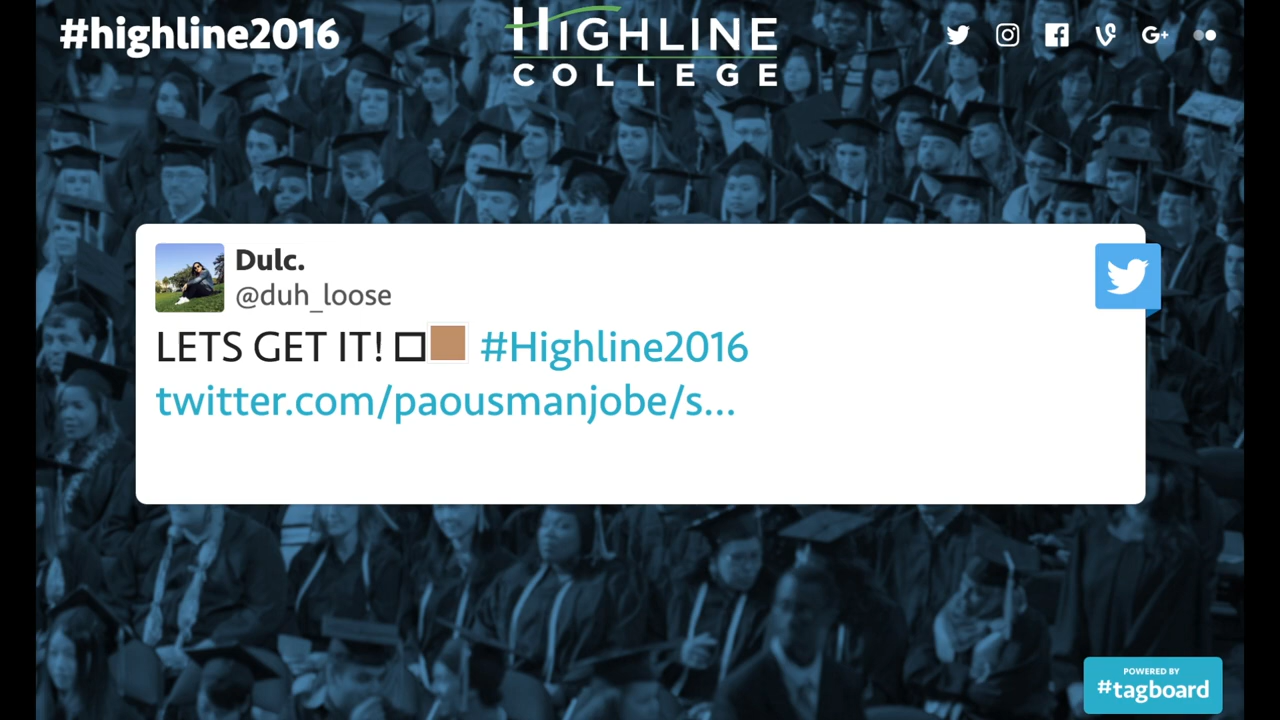 #highline2016
HIGHLINE
COLLEGE
G+
Dulc.
@duh_loose
LETS GET IT! #Highline2016
twitter.com/paousmanjobe/s...
POWERED BY
#tagboard